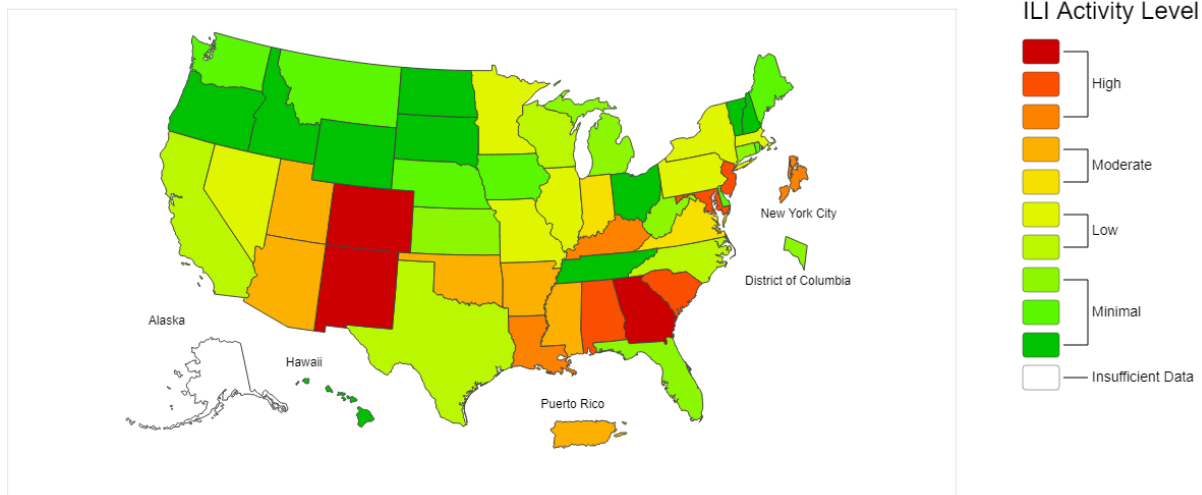 ILI Activity Level
High
Moderate
Low
Minimal
Insufficient Data
New York City
District of Columbia
Alaska
Hawaii
Puerto Rico